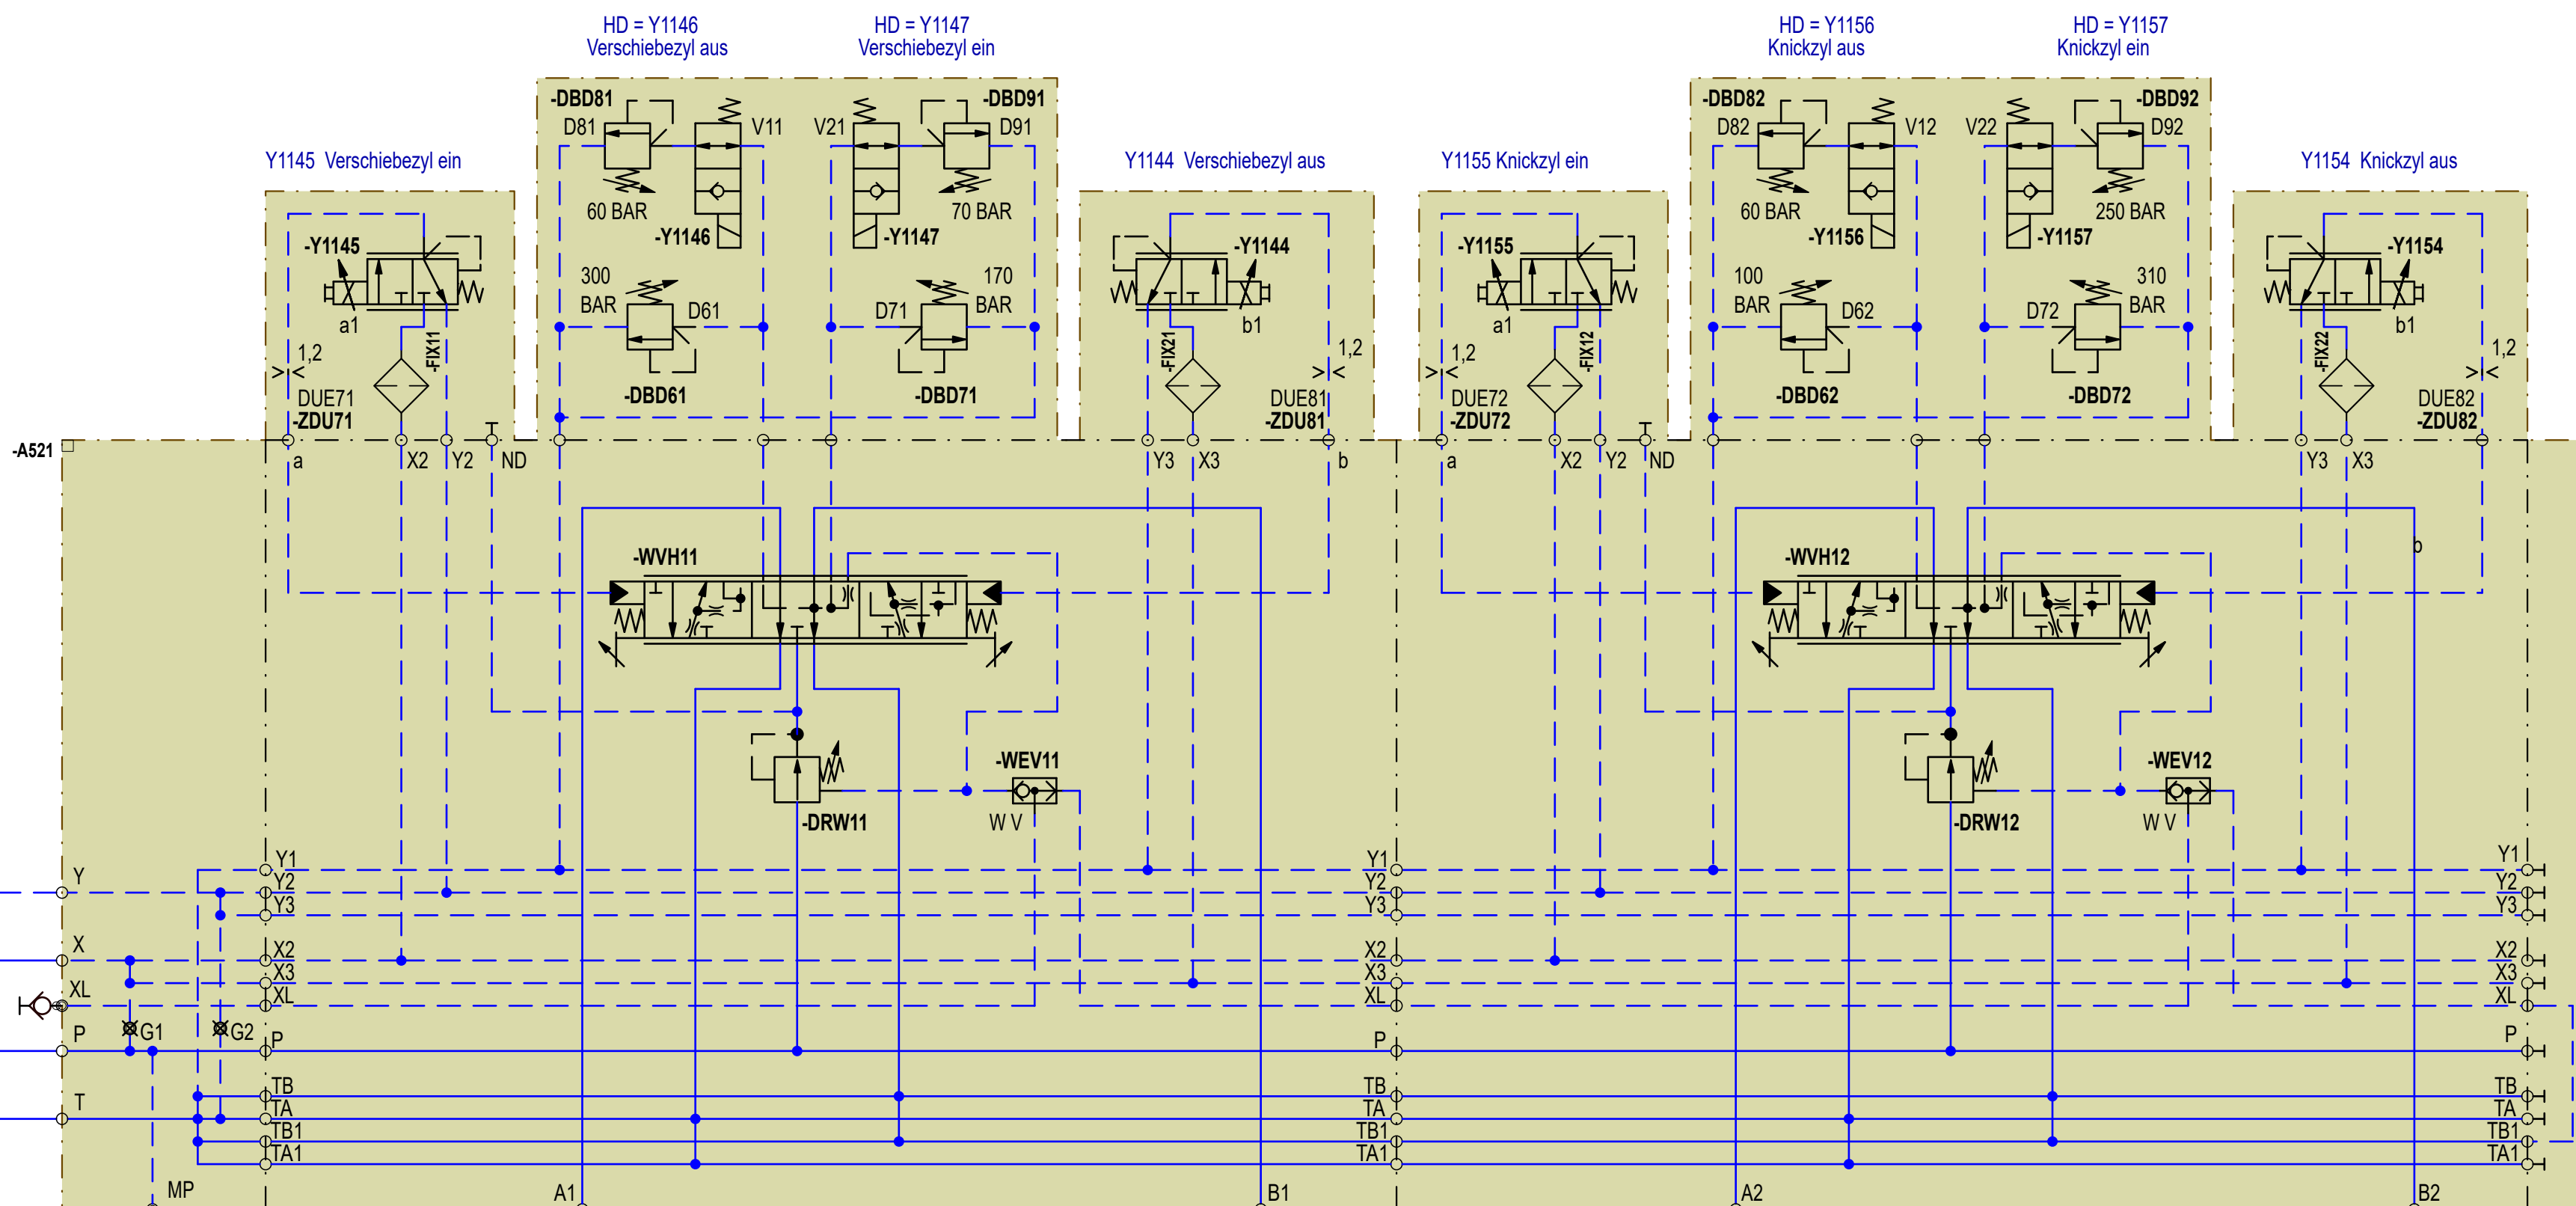 HD = Y1146
Verschiebezyl aus
HD = Y1147
Verschiebezyl ein
HD = Y1156
Knickzyl aus
HD = Y1157
Knickzyl ein
Y1145 Verschiebezyl ein
Y1144 Verschiebezyl aus
Y1155 Knickzyl ein
Y1154 Knickzyl aus
-DBD81
-DBD91
D81
V11
V21
D91
60 BAR
70 BAR
-Y1146
-Y1147
300
BAR
D61
D71
170
BAR
-DBD61
-DBD71
-DBD82
-DBD92
D82
V12
V22
D92
60 BAR
250 BAR
-Y1156
-Y1157
100
BAR
D62
D72
310
BAR
-DBD62
-DBD72
-Y1145
a1
-FIX11
1,2
DUE71
-ZDU71
-Y1144
b1
-FIX21
1,2
DUE81
-ZDU81
-Y1155
a1
-FIX12
1,2
DUE72
-ZDU72
-Y1154
b1
-FIX22
1,2
DUE82
-ZDU82
-A521
a
X2
Y2
ND
Y3
X3
b
a
X2
Y2
ND
Y3
X3
b
-WVH11
-WVH12
-WEV11
W V
-DRW11
-WEV12
W V
-DRW12
Y
Y1
Y2
Y3
Y1
Y2
Y3
Y1
Y2
Y3
X
X2
X3
XL
XL
X2
X3
XL
X2
X3
XL
P
G1
G2
P
P
P
T
TB
TA
TB1
TA1
TB
TA
TB1
TA1
TB
TA
TB1
TA1
MP
A1
B1
A2
B2